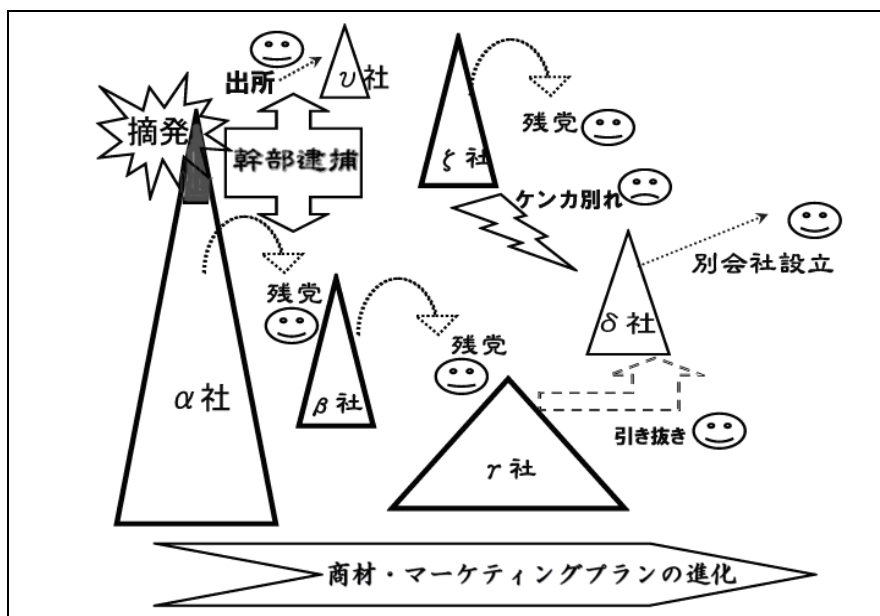 出所
υ社
摘発
幹部逮捕
ζ社
残党
ケンカ別れ
別会社設立
残党
δ社
残党
α社
β社
引き抜き
γ社
商材・マーケティングプランの進化